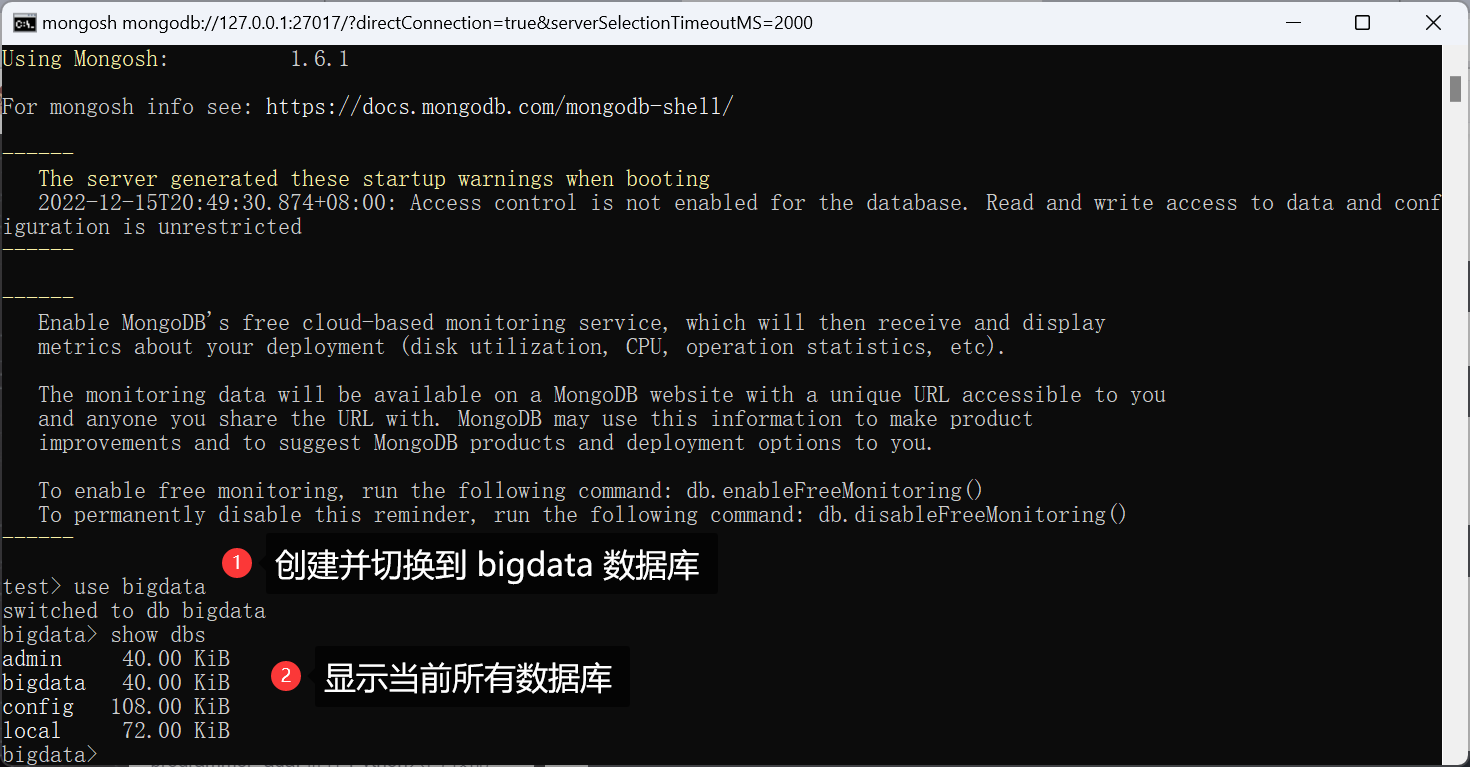 mongosh mongodb://127.0.0.1:27017/?directConnection=true&serverSelectionTimeoutMS=2000
Using Mongosh: 1.6.1
For mongosh info see: https://docs.mongodb.com/mongodb-shell/
------
The server generated these startup warnings when booting
2022-12-15T20:49:30.874+08:00: Access control is not enabled for the database. Read and write access to data and conf
iguration is unrestricted
------
------
Enable MongoDB's free cloud-based monitoring service, which will then receive and display
metrics about your deployment (disk utilization, CPU, operation statistics, etc).
The monitoring data will be available on a MongoDB website with a unique URL accessible to you
and anyone you share the URL with. MongoDB may use this information to make product
improvements and to suggest MongoDB products and deployment options to you.
To enable free monitoring, run the following command: db.enableFreeMonitoring()
To permanently disable this reminder, run the following command: db.disableFreeMonitoring()
------
1 创建并切换到 bigdata 数据库
test> use bigdata
switched to db bigdata
bigdata> show dbs
admin 40.00 KiB
2 显示当前所有数据库
bigdata 40.00 KiB
config 108.00 KiB
local 72.00 KiB
bigdata>